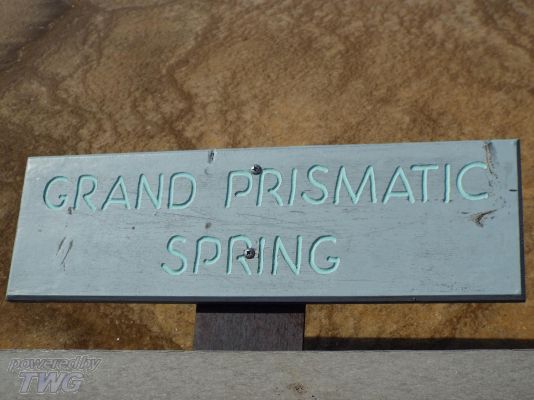 GRAND PRISMATIC
SPRING
powered by
TWG